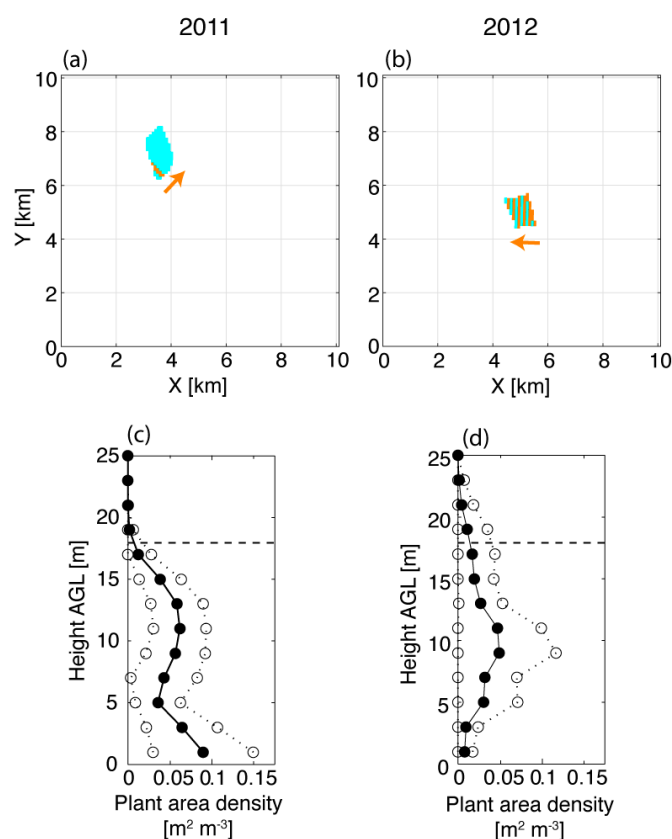 2011
2012
(a)
(b)
10
8
6
4
2
0
Y [km]
0 2 4 6 8 10
X [km]
10
8
6
4
2
0
0 2 4 6 8 10
X [km]
(c)
(d)
25
20
15
10
5
0
Height AGL [m]
0 0.05 0.1 0.15
Plant area density
[m² m⁻³]
25
20
15
10
5
0
Height AGL [m]
0 0.05 0.1 0.15
Plant area density
[m² m⁻³]